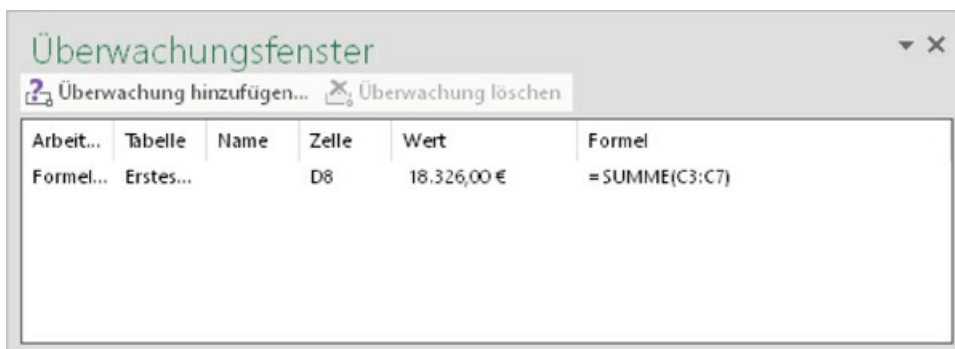 Überwachungsfenster
Überwachung hinzufügen... Überwachung löschen
Arbeit... Tabelle Name Zelle Wert Formel
Formel... Erstes... D8 18.326,00 € =SUMME(C3:C7)